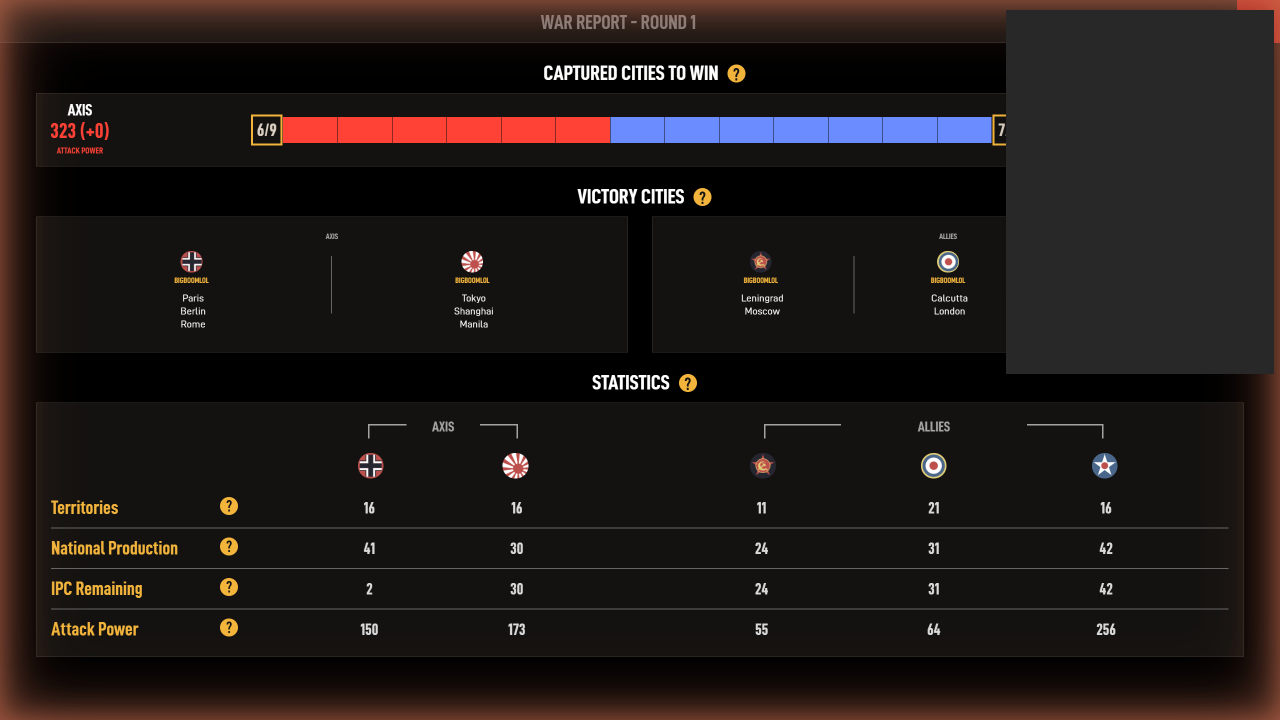 WAR REPORT - ROUND 1
CAPTURED CITIES TO WIN ?
AXIS
323 (+0)
ATTACK POWER
6/9
7
VICTORY CITIES ?
AXIS
BIGBOOMLOL
Paris
Berlin
Rome
BIGBOOMLOL
Tokyo
Shanghai
Manila
ALLIES
BIGBOOMLOL
Leningrad
Moscow
BIGBOOMLOL
Calcutta
London
STATISTICS ?
AXIS ALLIES
Territories ? 16 16 11 21 16
National Production ? 41 30 24 31 42
IPC Remaining ? 2 30 24 31 42
Attack Power ? 150 173 55 64 256